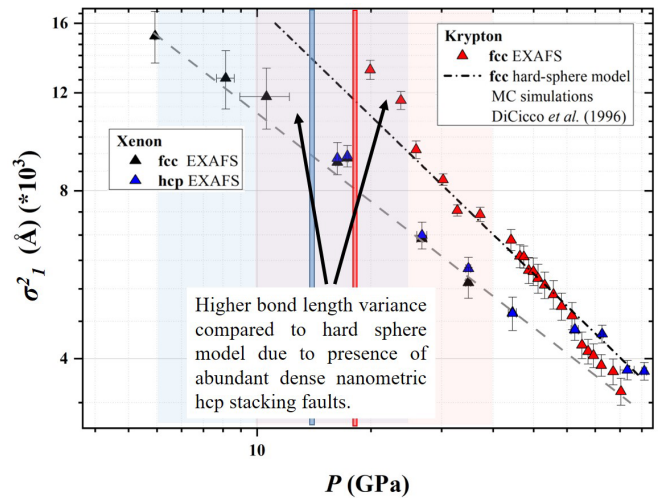 16
12
8
4
σ²₁ (Å) (*10³)
Krypton
fcc EXAFS
fcc hard-sphere model
MC simulations
DiCicco et al. (1996)
Xenon
fcc EXAFS
hcp EXAFS
Higher bond length variance
compared to hard sphere
model due to presence of
abundant dense nanometric
hcp stacking faults.
10
P (GPa)